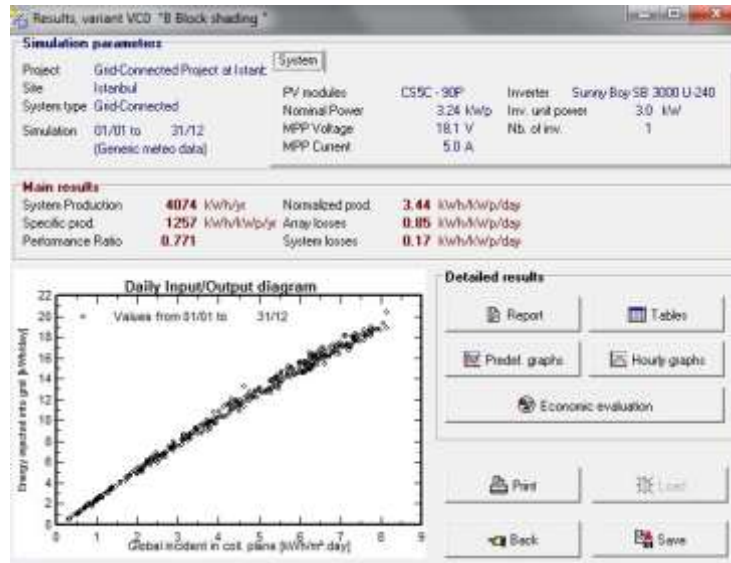 Results, variant VC0 "B Block shading "
Simulation parameters
System
Project Grid-Connected Project at Istanb
Site Istanbul
System type Grid-Connected
Simulation 01/01 to 31/12
(Generic meteo data)
PV modules CS5C - 90P
Nominal Power 3.24 kWp
MPP Voltage 18.1 V
MPP Current 5.0 A
Inverter Sunny Boy SB 3000 U-240
Inv. unit power 3.0 kW
Nb. of inv. 1
Main results
System Production 4074 kWh/yr
Specific prod. 1257 kWh/kWp/yr
Performance Ratio 0.771
Normalized prod. 3.44 kWh/kWp/day
Array losses 0.85 kWh/kWp/day
System losses 0.17 kWh/kWp/day
Daily Input/Output diagram
Values from 01/01 to 31/12
Energy injected into grid [kWh/day]
22
20
18
16
14
12
10
8
6
4
2
0
0 1 2 3 4 5 6 7 8 9
Global incident in coll. plane [kWh/m².day]
Detailed results
Report
Tables
Predef. graphs
Hourly graphs
Economic evaluation
Print
Load
Back
Save